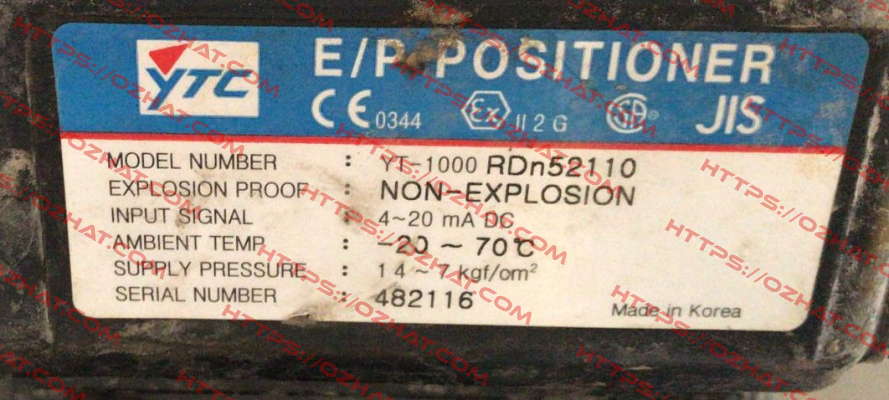 YTC
E/P POSITIONER
CE 0344 Ex II 2 G SA JIS
MODEL NUMBER : YT-1000 RDn52110
EXPLOSION PROOF : NON-EXPLOSION
INPUT SIGNAL : 4~20 mA DC
AMBIENT TEMP : -20 ~ 70℃
SUPPLY PRESSURE : 1 4 ~ 7 kgf/cm²
SERIAL NUMBER : 482116
Made in Korea
HTTPS://OZHAT.COM